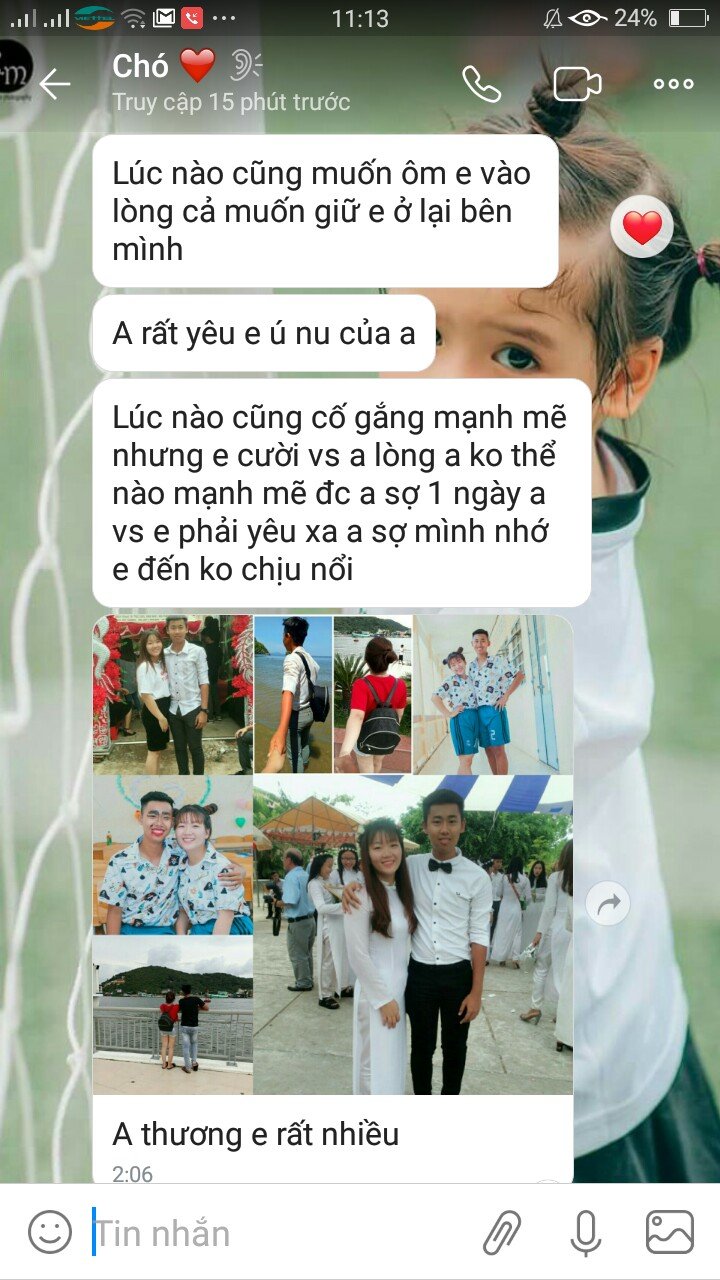 viettel
11:13
24%
Chó
Truy cập 15 phút trước
Lúc nào cũng muốn ôm e vào
lòng cả muốn giữ e ở lại bên
mình
A rất yêu e ú nu của a
Lúc nào cũng cố gắng mạnh mẽ
nhưng e cười vs a lòng a ko thể
nào mạnh mẽ đc a sợ 1 ngày a
vs e phải yêu xa a sợ mình nhớ
e đến ko chịu nổi
A thương e rất nhiều
2:06
Tin nhắn